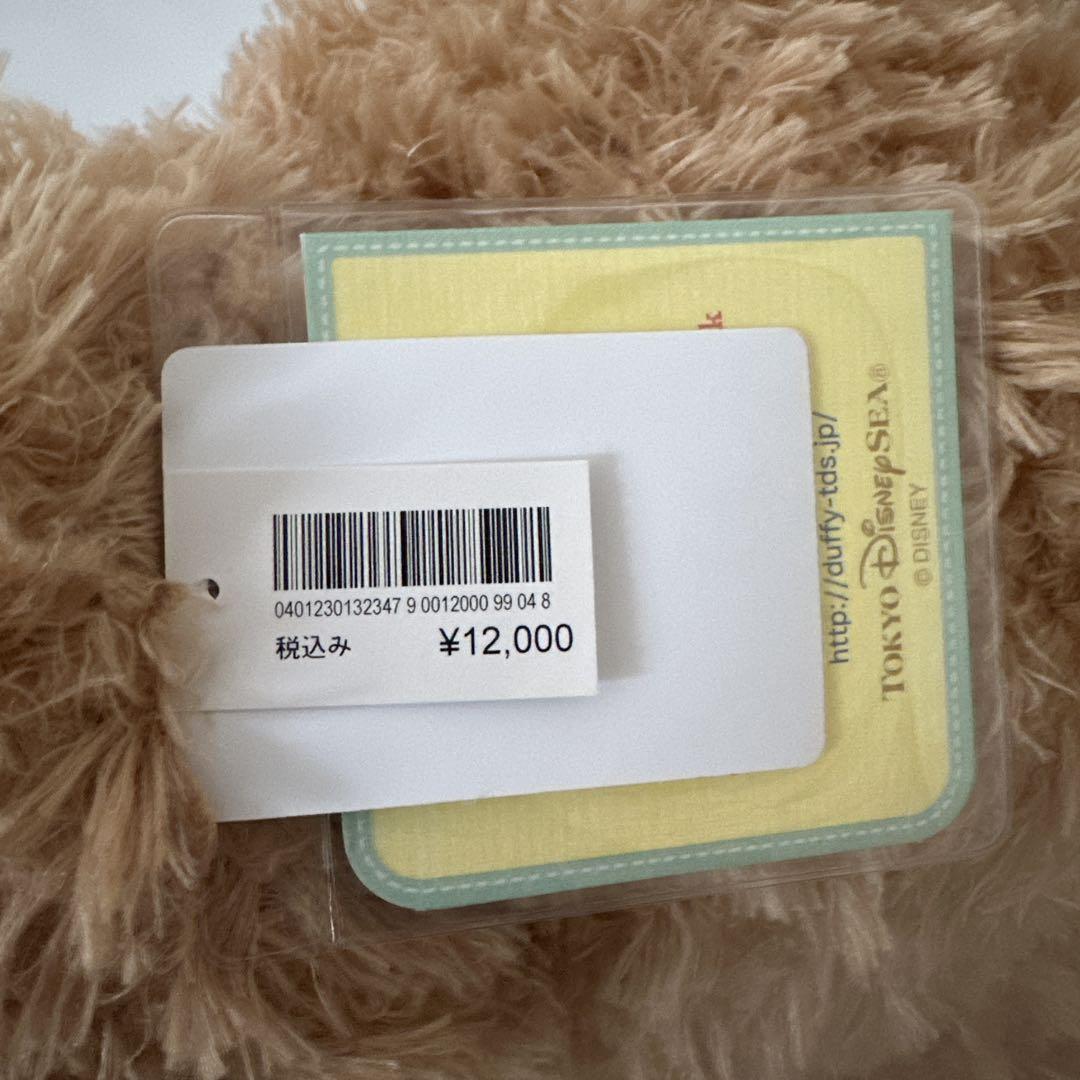 0401230132347 9 0012000 99 04 8
税込み ¥12,000
http://duffy-tds.jp/
TOKYO DISNEYSEA®
© DISNEY